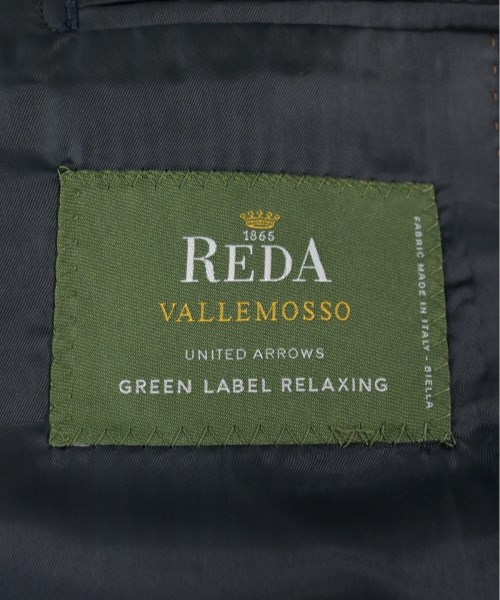 1865
REDA
VALLEMOSSO
UNITED ARROWS
GREEN LABEL RELAXING
FABRIC MADE IN ITALY - BIELLA